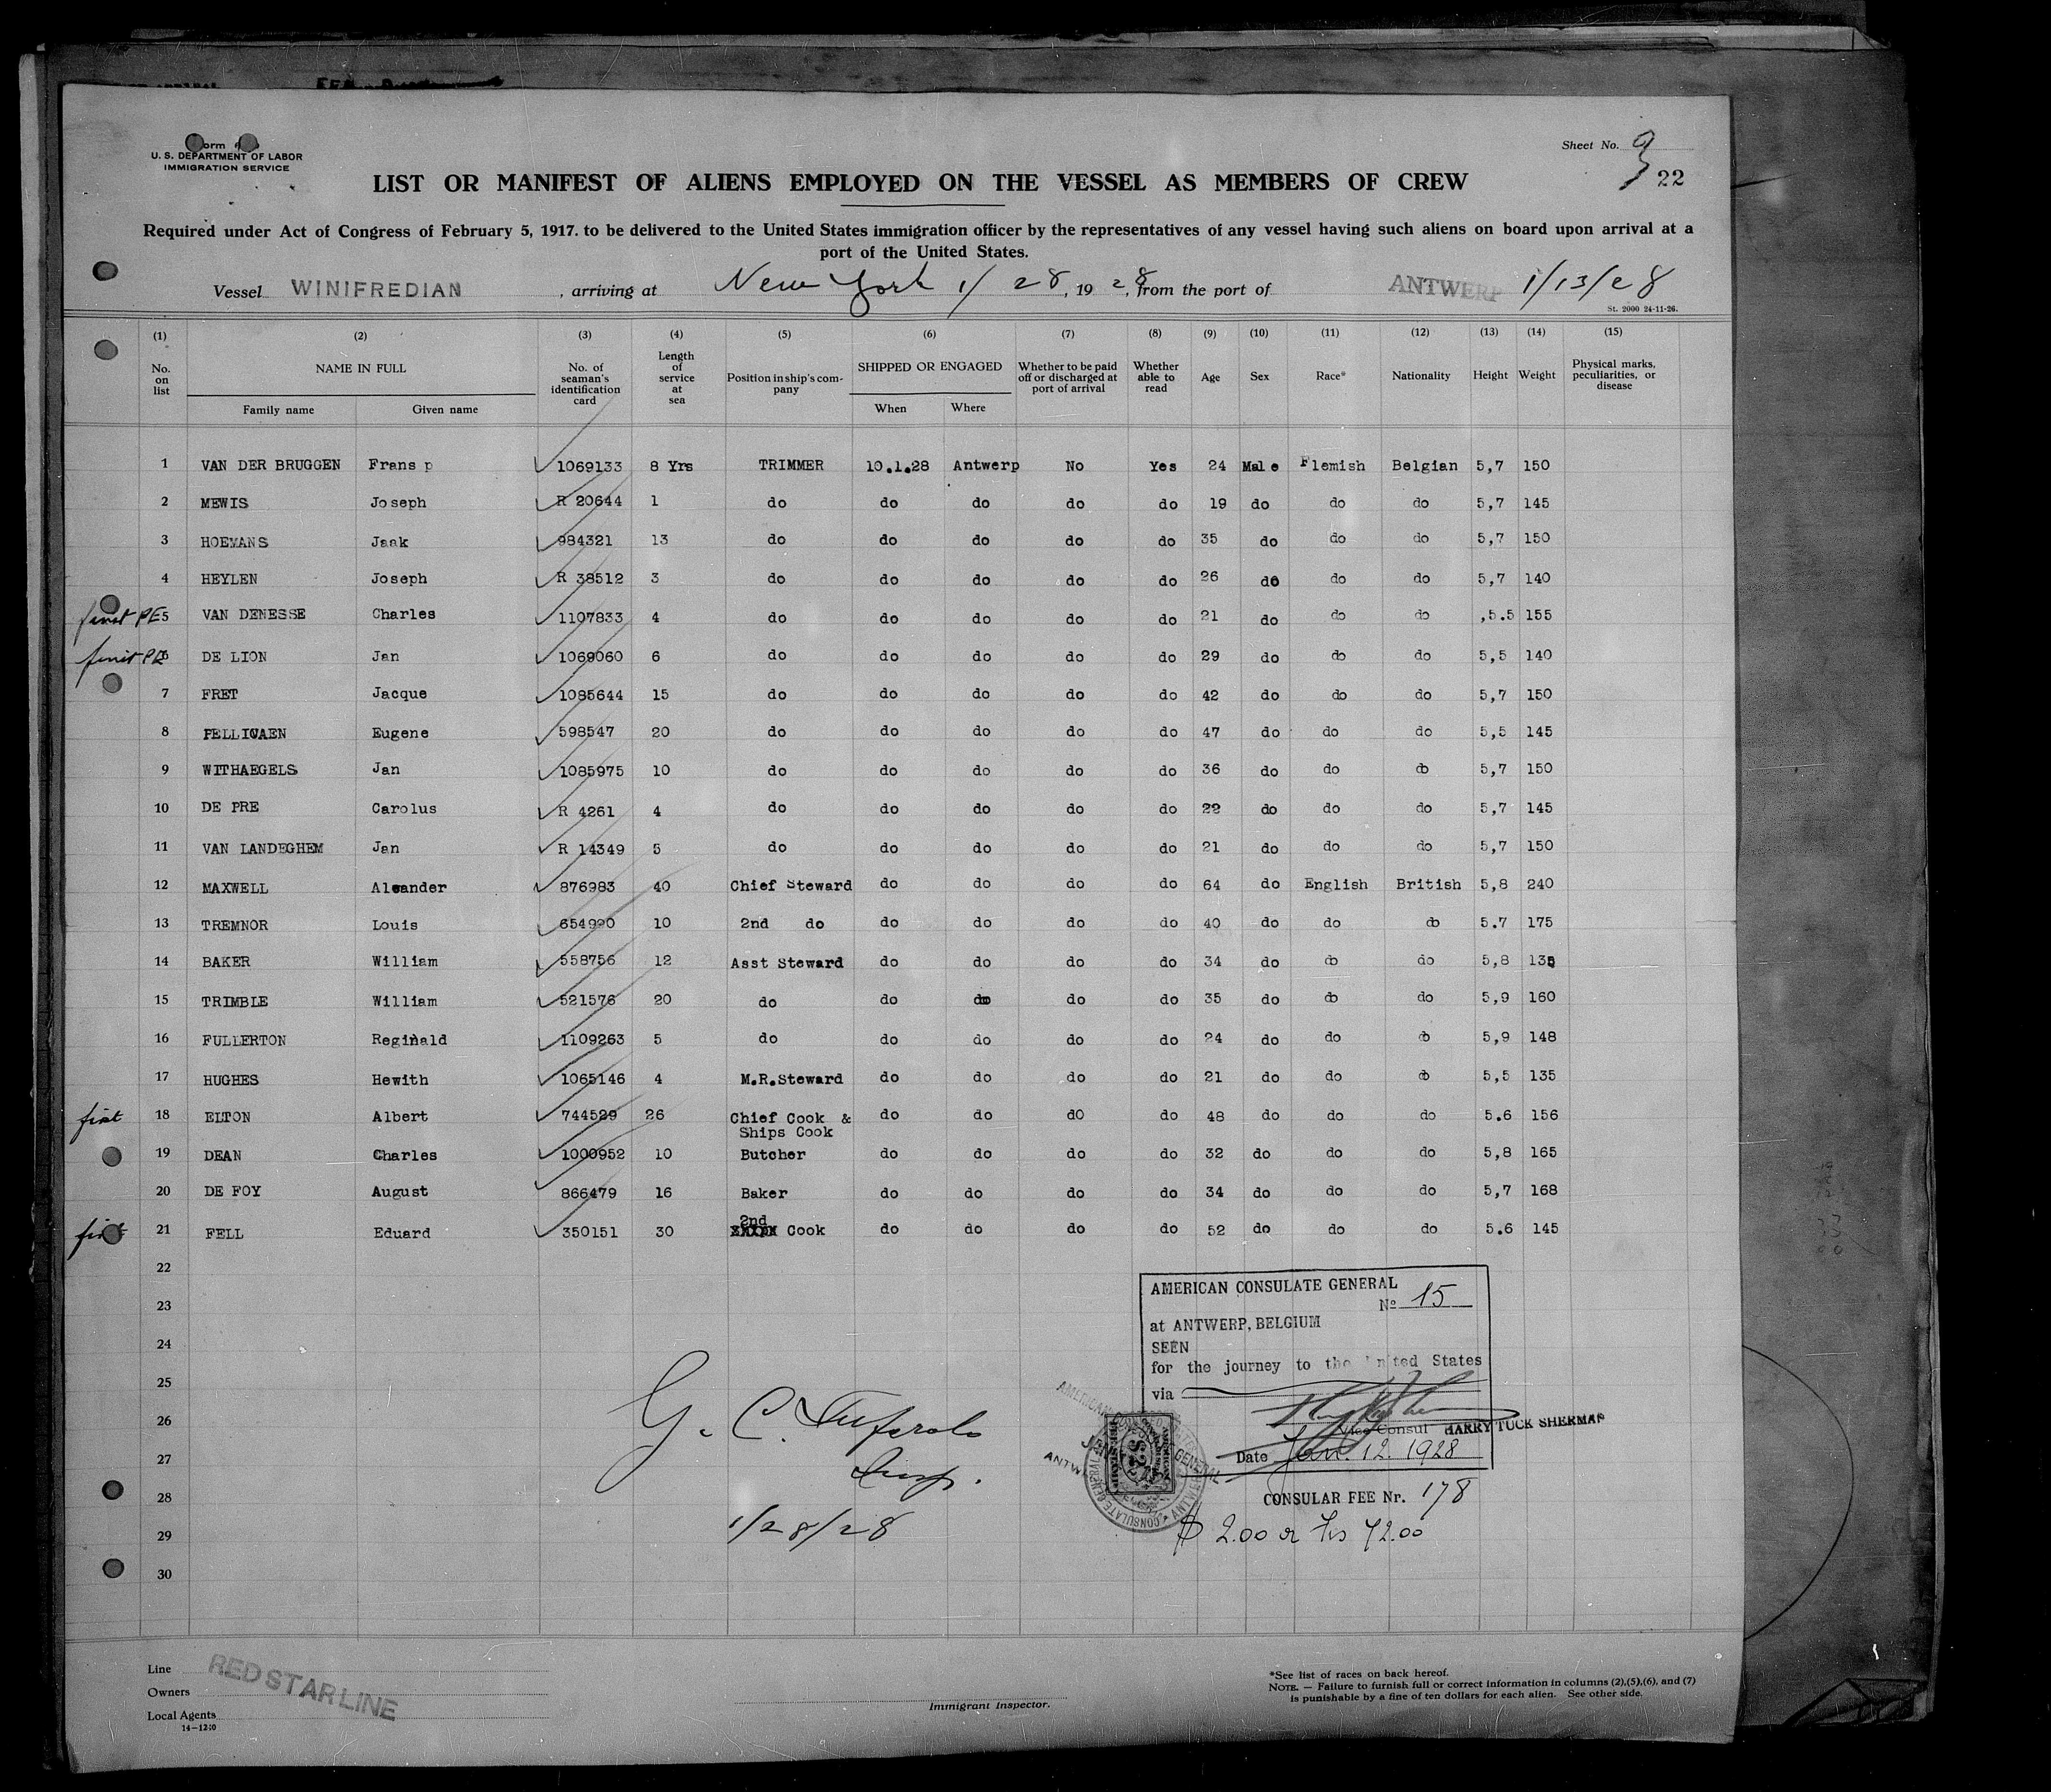 Sheet No. 9
22
U. S. DEPARTMENT OF LABOR
IMMIGRATION SERVICE
LIST OR MANIFEST OF ALIENS EMPLOYED ON THE VESSEL AS MEMBERS OF CREW
Required under Act of Congress of February 5, 1917. to be delivered to the United States immigration officer by the representatives of any vessel having such aliens on board upon arrival at a
port of the United States.
Vessel WINIFREDIAN , arriving at New York 1/28, 1928, from the port of ANTWERP 1/13/28
St. 2000 24-11-26.
(1) (2) (3) (4) (5) (6) (7) (8) (9) (10) (11) (12) (13) (14) (15)
No. on list NAME IN FULL Family name Given name No. of seaman's identification card Length of service at sea Position in ship's company SHIPPED OR ENGAGED When Where Whether to be paid off or discharged at port of arrival Whether able to read Age Sex Race* Nationality Height Weight Physical marks, peculiarities, or disease
1 VAN DER BRUGGEN Frans p 1069133 8 Yrs TRIMMER 10.1.28 Antwerp No Yes 24 Male Flemish Belgian 5,7 150
2 MEWIS Joseph R 20644 1 do do do do do 19 do do do 5,7 145
3 HOEMANS Jaak 984321 13 do do do do do 35 do do do 5,7 150
4 HEYLEN Joseph R 38512 3 do do do do do 26 do do do 5,7 140
5 VAN DENESSE Charles 1107833 4 do do do do do 21 do do do ,5.5 155
6 DE LION Jan 1069060 6 do do do do do 29 do do do 5,5 140
7 FRET Jacque 1085644 15 do do do do do 42 do do do 5,7 150
8 PELLICAEN Eugene 598547 20 do do do do do 47 do do do 5,5 145
9 WITHAEGELS Jan 1085975 10 do do do do do 36 do do do 5,7 150
10 DE PRE Carolus R 4261 4 do do do do do 22 do do do 5,7 145
11 VAN LANDEGHEM Jan R 14349 5 do do do do do 21 do do do 5,7 150
12 MAXWELL Aleander 876983 40 Chief Steward do do do do 64 do English British 5,8 240
13 TREMNOR Louis 654990 10 2nd do do do do do 40 do do do 5.7 175
14 BAKER William 558756 12 Asst Steward do do do do 34 do do do 5,8 135
15 TRIMBLE William 521576 20 do do do do do 35 do do do 5,9 160
16 FULLERTON Reginald 1109263 5 do do do do do 24 do do do 5,9 148
17 HUGHES Hewith 1065146 4 M.R.Steward do do do do 21 do do do 5,5 135
18 ELTON Albert 744529 26 Chief Cook & do do dO do 48 do do do 5.6 156
Ships Cook
19 DEAN Charles 1000952 10 Butcher do do do do 32 do do do 5,8 165
20 DE FOY August 866479 16 Baker do do do do 34 do do do 5,7 168
21 FELL Eduard 350151 30 2nd Cook do do do do 52 do do do 5.6 145
22
23
24
25
26
27
28
29
30
AMERICAN CONSULATE GENERAL
No 15
at ANTWERP, BELGIUM
SEEN
for the journey to the United States
via
Vice Consul HARRY TUCK SHERMAN
Date Jan. 12. 1928
CONSULAR FEE Nr. 178
$ 2.00 or frs 72.00
Insp.
1/28/28
Line RED STAR LINE
Owners
Local Agents
14-1210
Immigrant Inspector.
*See list of races on back hereof.
NOTE. — Failure to furnish full or correct information in columns (2),(5),(6), and (7)
is punishable by a fine of ten dollars for each alien. See other side.